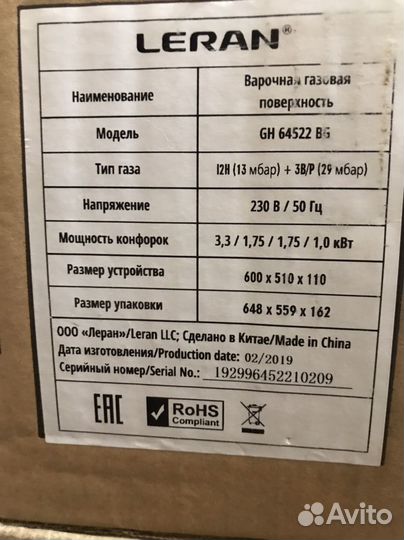 LERAN®
Наименование
Варочная газовая
поверхность
Модель
GH 64522 BG
Тип газа
I2H (13 мбар) + 3B/P (29 мбар)
Напряжение
230 В / 50 Гц
Мощность конфорок
3,3 / 1,75 / 1,75 / 1,0 кВт
Размер устройства
600 x 510 x 110
Размер упаковки
648 x 559 x 162
ООО «Леран»/Leran LLC; Сделано в Китае/Made in China
Дата изготовления/Production date: 02/2019
Серийный номер/Serial No.: 192996452210209
EAC
RoHS
Compliant
Avito